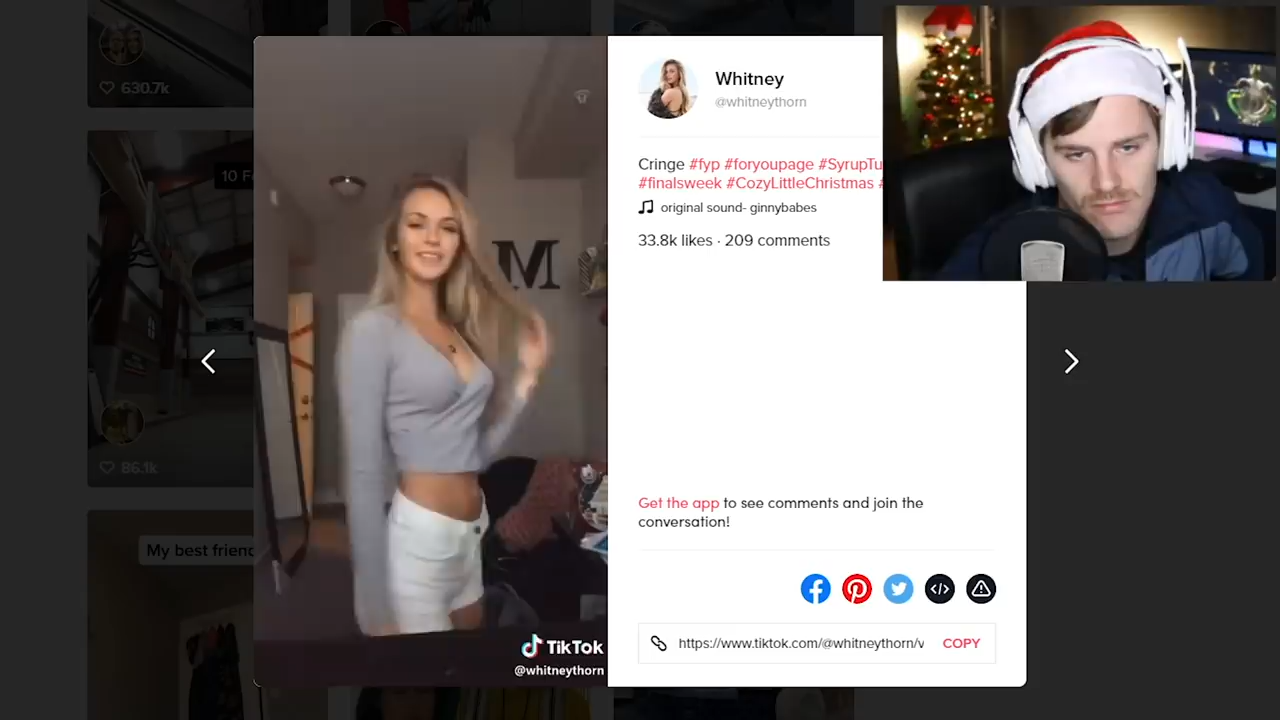 630.7k
10 F
86.1k
My best friend
M
TikTok
@whitneythorn
Whitney
@whitneythorn
Cringe #fyp #foryoupage #SyrupTu
#finalsweek #CozyLittleChristmas #
original sound- ginnybabes
33.8k likes · 209 comments
Get the app to see comments and join the
conversation!
https://www.tiktok.com/@whitneythorn/v
COPY